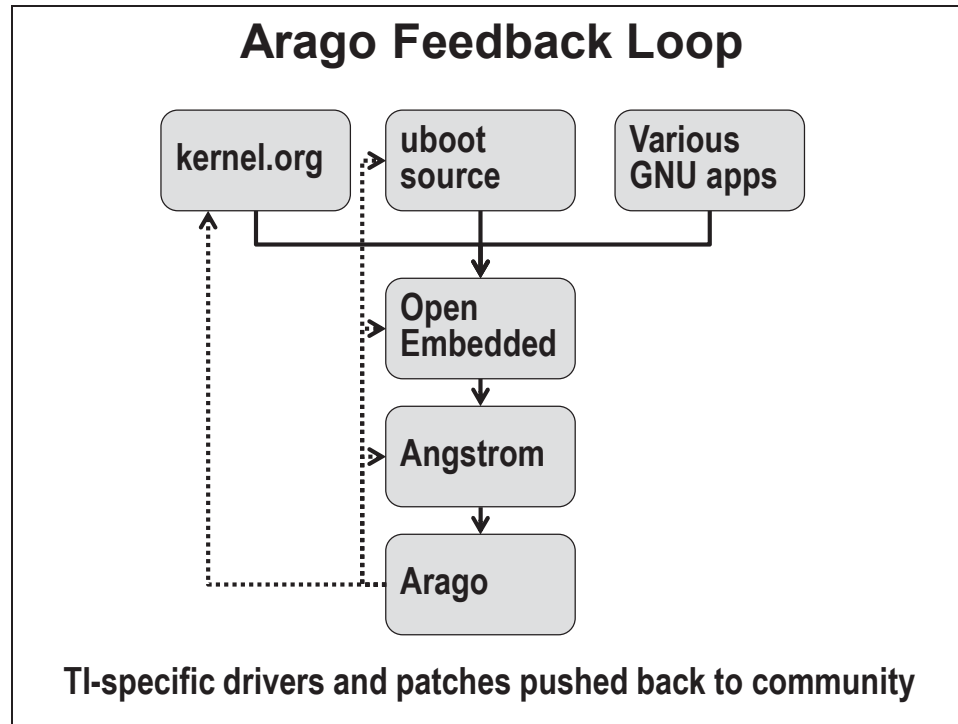 Arago Feedback Loop
kernel.org
uboot
source
Various
GNU apps
Open
Embedded
Angstrom
Arago
TI-specific drivers and patches pushed back to community